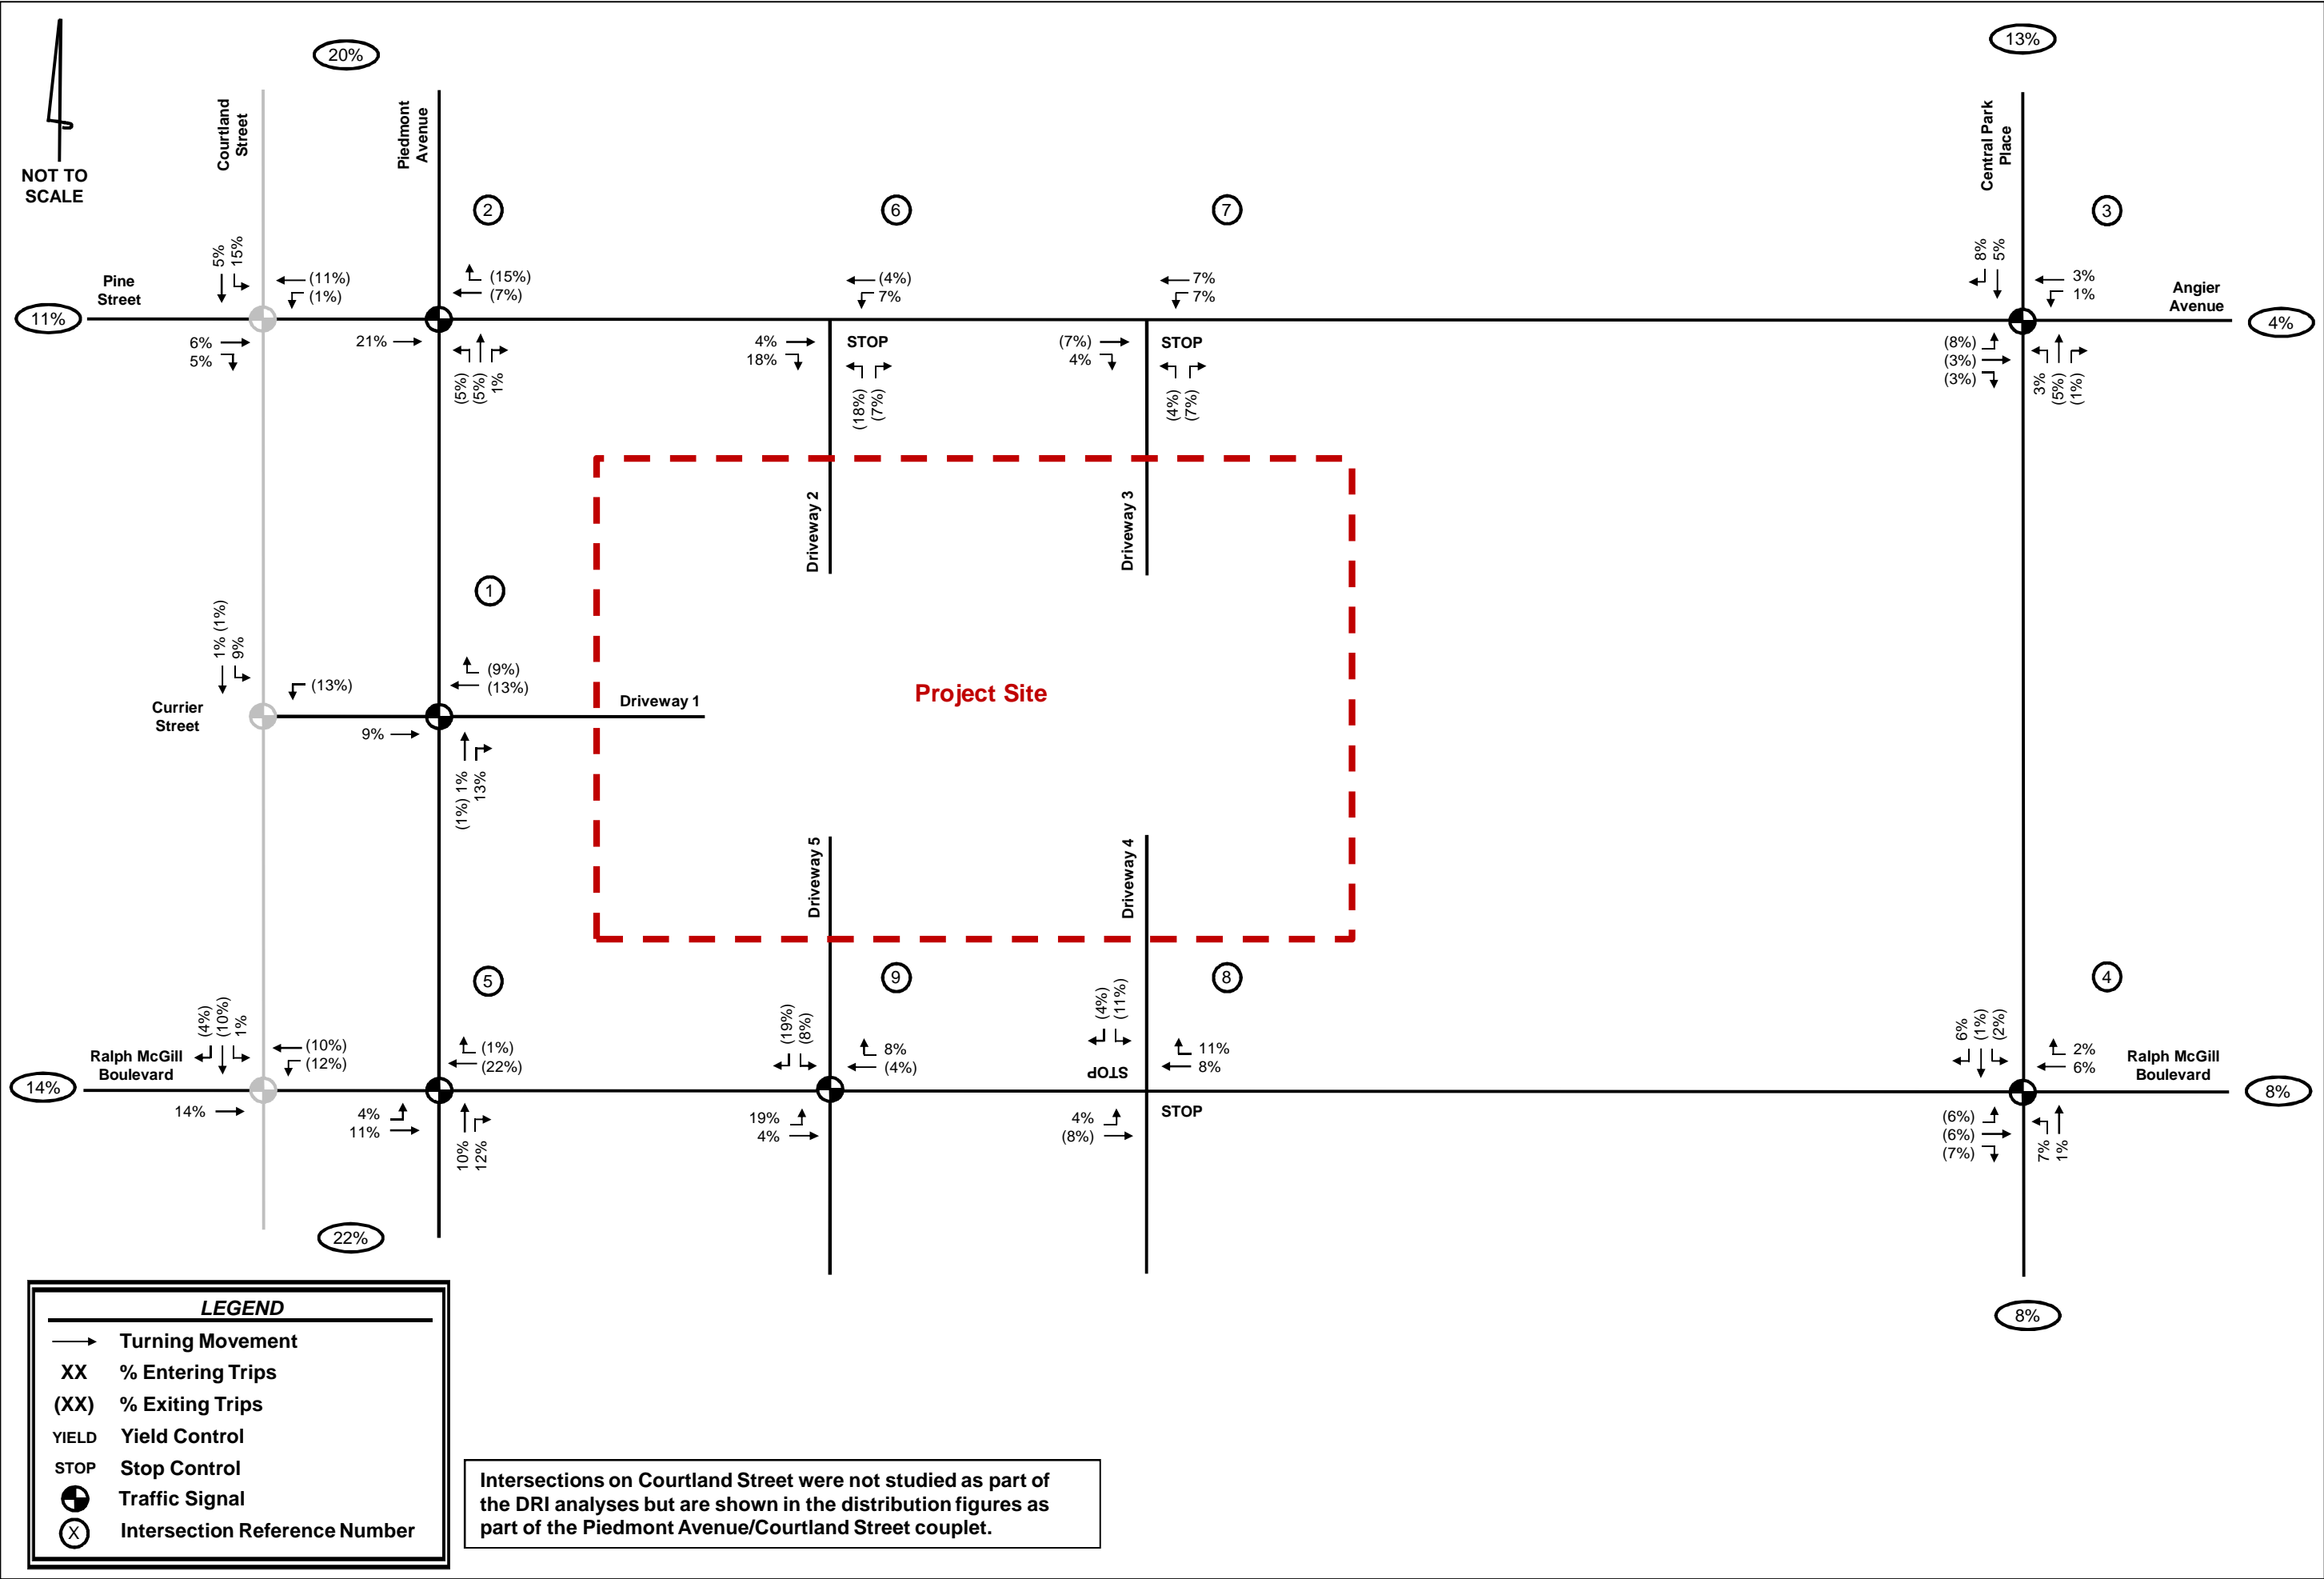 20%
13%
Courtland
Street
Piedmont
Avenue
Central Park
Place
NOT TO
SCALE
2
6
7
3
5%
15%
(11%)
(1%)
(15%)
(7%)
(4%)
7%
7%
7%
8%
5%
3%
1%
Pine
Street
Angier
Avenue
11%
4%
6%
5%
21%
4%
18%
STOP
(7%)
4%
STOP
(8%)
(3%)
(3%)
(5%)
(5%)
1%
(18%)
(7%)
(4%)
(7%)
3%
(5%)
(1%)
Driveway 2
Driveway 3
1
1% (1%)
9%
(13%)
(9%)
(13%)
Currier
Street
Driveway 1
Project Site
9%
(1%) 1%
13%
Driveway 5
Driveway 4
5
9
8
4
(4%)
(10%)
1%
(10%)
(12%)
(1%)
(22%)
(19%)
(8%)
8%
(4%)
(4%)
(11%)
11%
8%
6%
(1%)
(2%)
2%
6%
Ralph McGill
Boulevard
STOP
Ralph McGill
Boulevard
14%
8%
14%
4%
11%
10%
12%
19%
4%
4%
(8%)
STOP
(6%)
(6%)
(7%)
7%
1%
22%
8%
LEGEND
Turning Movement
XX % Entering Trips
(XX) % Exiting Trips
YIELD Yield Control
STOP Stop Control
Traffic Signal
X Intersection Reference Number
Intersections on Courtland Street were not studied as part of
the DRI analyses but are shown in the distribution figures as
part of the Piedmont Avenue/Courtland Street couplet.